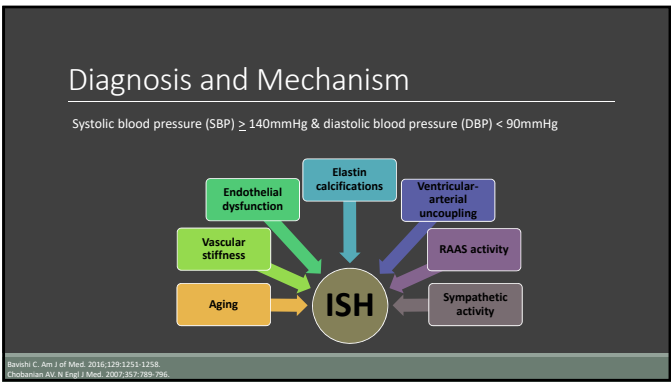 Diagnosis and Mechanism
Systolic blood pressure (SBP) ≥ 140mmHg & diastolic blood pressure (DBP) < 90mmHg
Elastin
calcifications
Endothelial
dysfunction
Ventricular-
arterial
uncoupling
Vascular
stiffness
RAAS activity
Aging
ISH
Sympathetic
activity
Bavishi C. Am J of Med. 2016;129:1251-1258.
Chobanian AV. N Engl J Med. 2007;357:789-796.